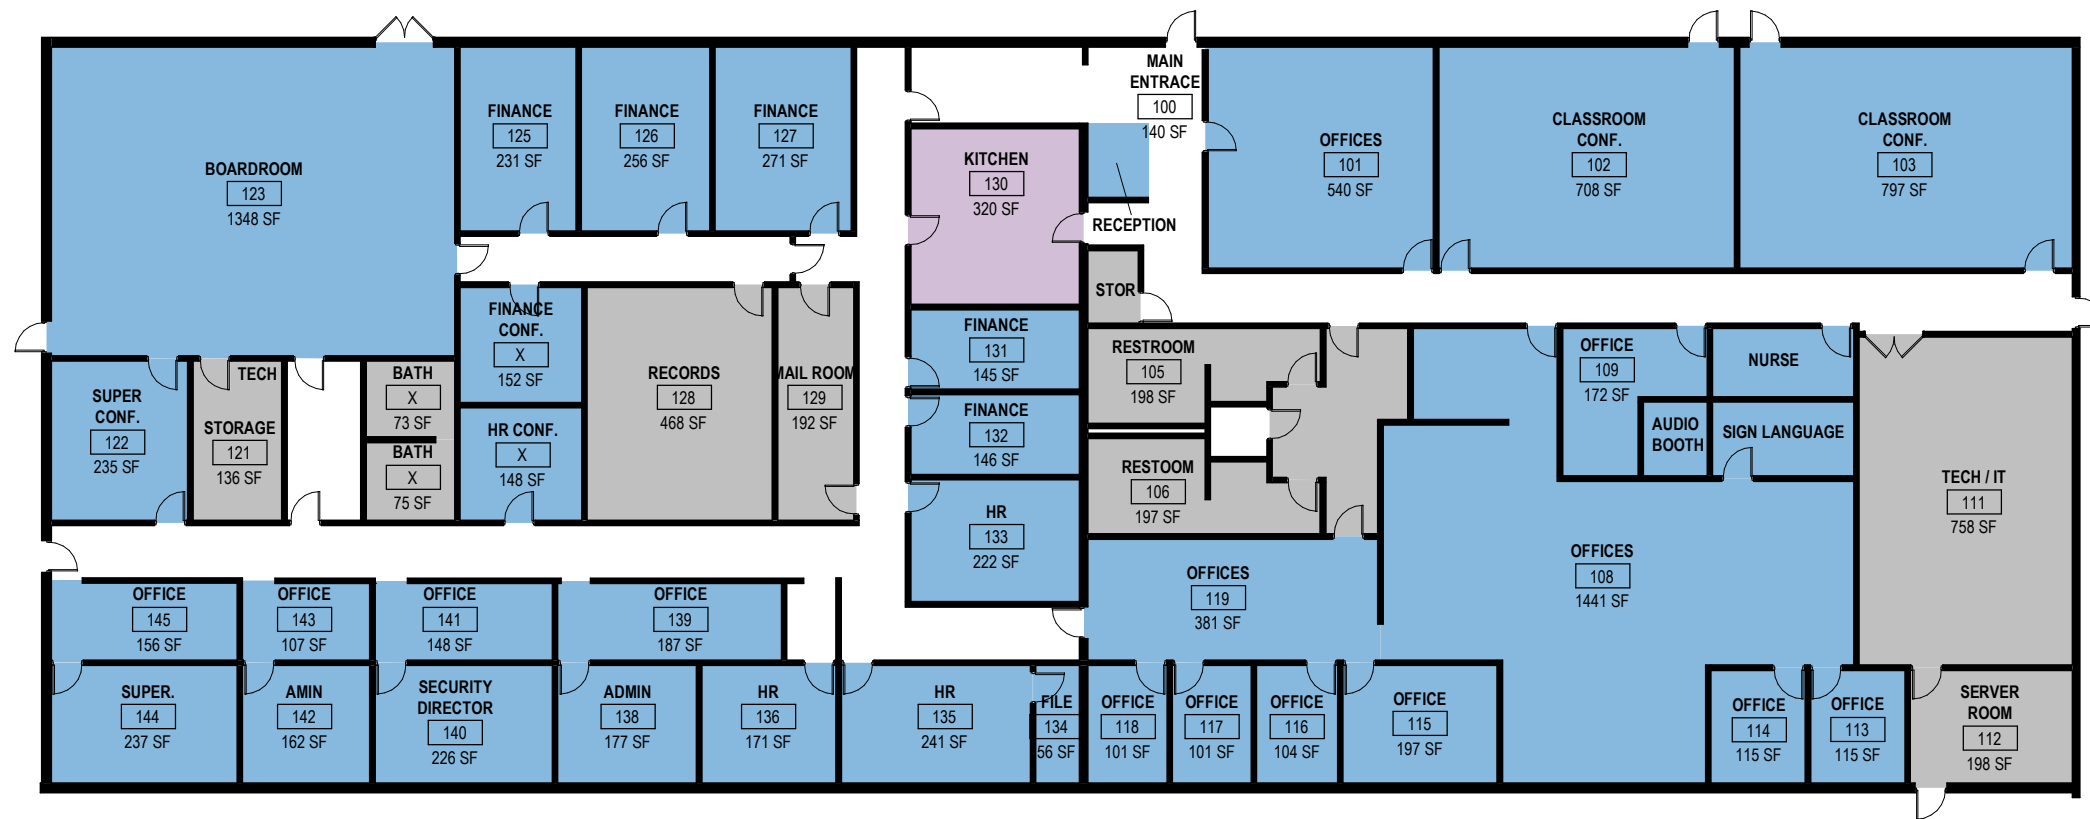 MAIN
ENTRACE
100
140 SF
FINANCE
125
231 SF
FINANCE
126
256 SF
FINANCE
127
271 SF
BOARDROOM
123
1348 SF
KITCHEN
130
320 SF
RECEPTION
OFFICES
101
540 SF
CLASSROOM
CONF.
102
708 SF
CLASSROOM
CONF.
103
797 SF
STOR
FINANCE
CONF.
X
152 SF
RECORDS
128
468 SF
MAIL ROOM
129
192 SF
FINANCE
131
145 SF
RESTROOM
105
198 SF
OFFICE
109
172 SF
NURSE
SUPER
CONF.
122
235 SF
TECH
STORAGE
121
136 SF
BATH
X
73 SF
BATH
X
75 SF
HR CONF.
X
148 SF
FINANCE
132
146 SF
AUDIO
BOOTH
SIGN LANGUAGE
RESTOOM
106
197 SF
TECH / IT
111
758 SF
HR
133
222 SF
OFFICES
119
381 SF
OFFICES
108
1441 SF
OFFICE
145
156 SF
OFFICE
143
107 SF
OFFICE
141
148 SF
OFFICE
139
187 SF
SUPER.
144
237 SF
AMIN
142
162 SF
SECURITY
DIRECTOR
140
226 SF
ADMIN
138
177 SF
HR
136
171 SF
HR
135
241 SF
FILE
134
56 SF
OFFICE
118
101 SF
OFFICE
117
101 SF
OFFICE
116
104 SF
OFFICE
115
197 SF
OFFICE
114
115 SF
OFFICE
113
115 SF
SERVER
ROOM
112
198 SF